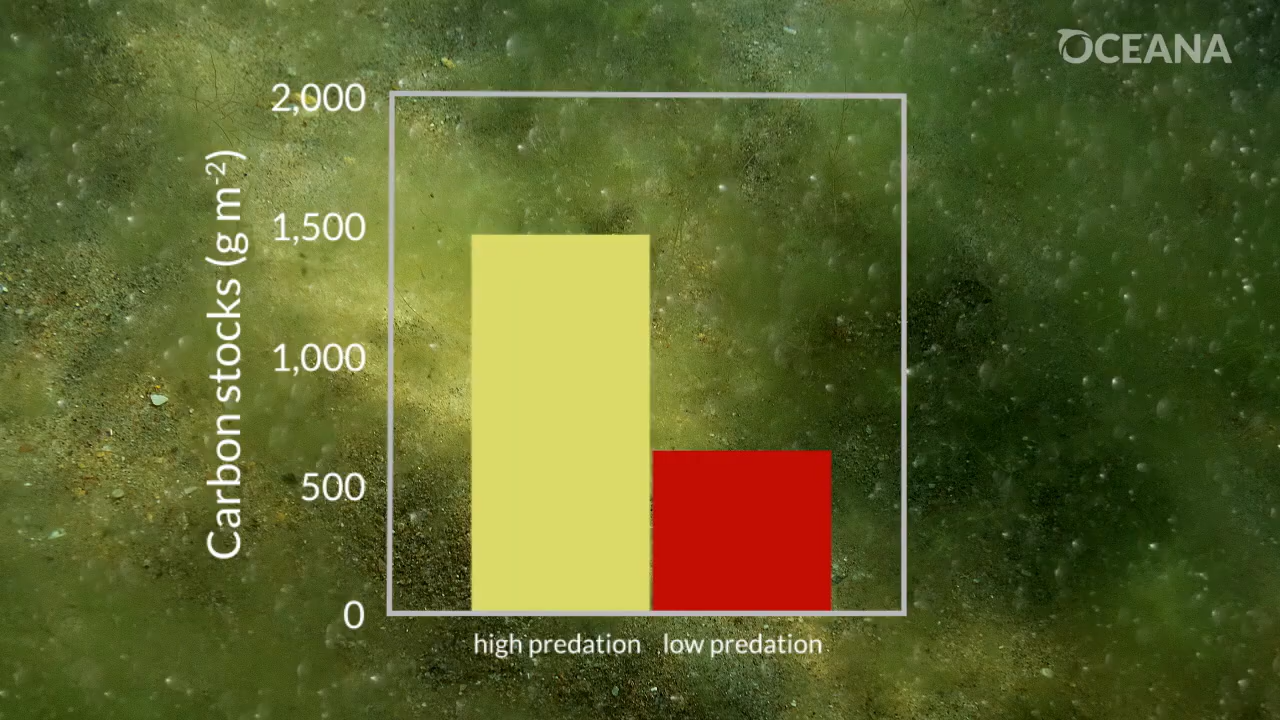 OCEANA
2,000
1,500
1,000
500
0
Carbon stocks (g m⁻²)
high predation
low predation